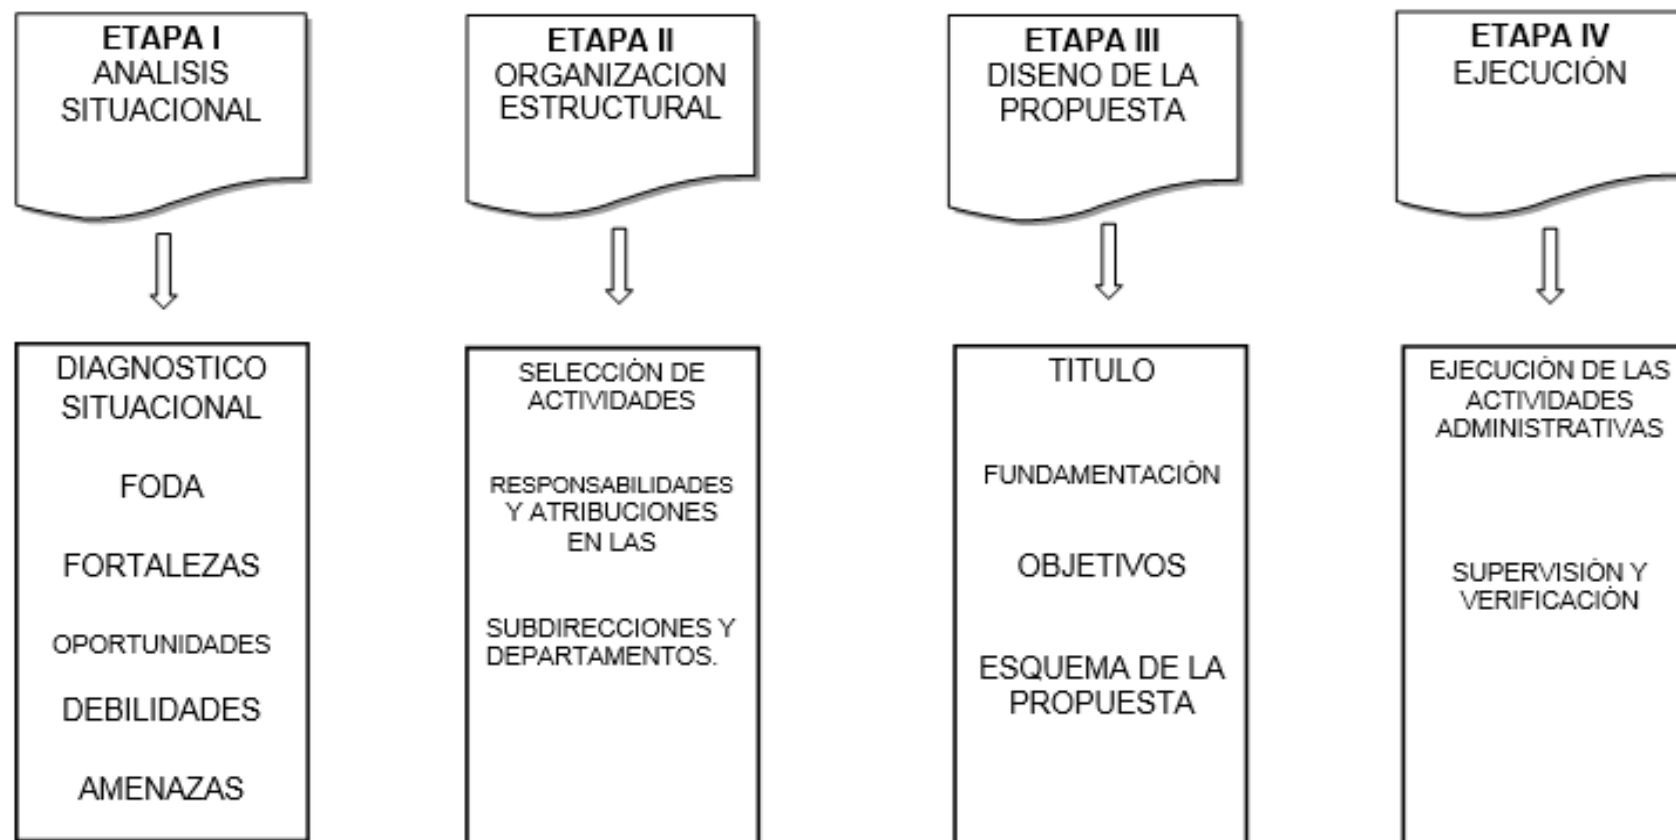 ETAPA I
ANALISIS
SITUACIONAL
ETAPA II
ORGANIZACION
ESTRUCTURAL
ETAPA III
DISENO DE LA
PROPUESTA
ETAPA IV
EJECUCIÓN
DIAGNOSTICO
SITUACIONAL
FODA
FORTALEZAS
OPORTUNIDADES
DEBILIDADES
AMENAZAS
SELECCIÓN DE
ACTIVIDADES
RESPONSABILIDADES
Y ATRIBUCIONES
EN LAS
SUBDIRECCIONES Y
DEPARTAMENTOS.
TITULO
FUNDAMENTACIÓN
OBJETIVOS
ESQUEMA DE LA
PROPUESTA
EJECUCIÓN DE LAS
ACTIVIDADES
ADMINISTRATIVAS
SUPERVISIÓN Y
VERIFICACIÓN